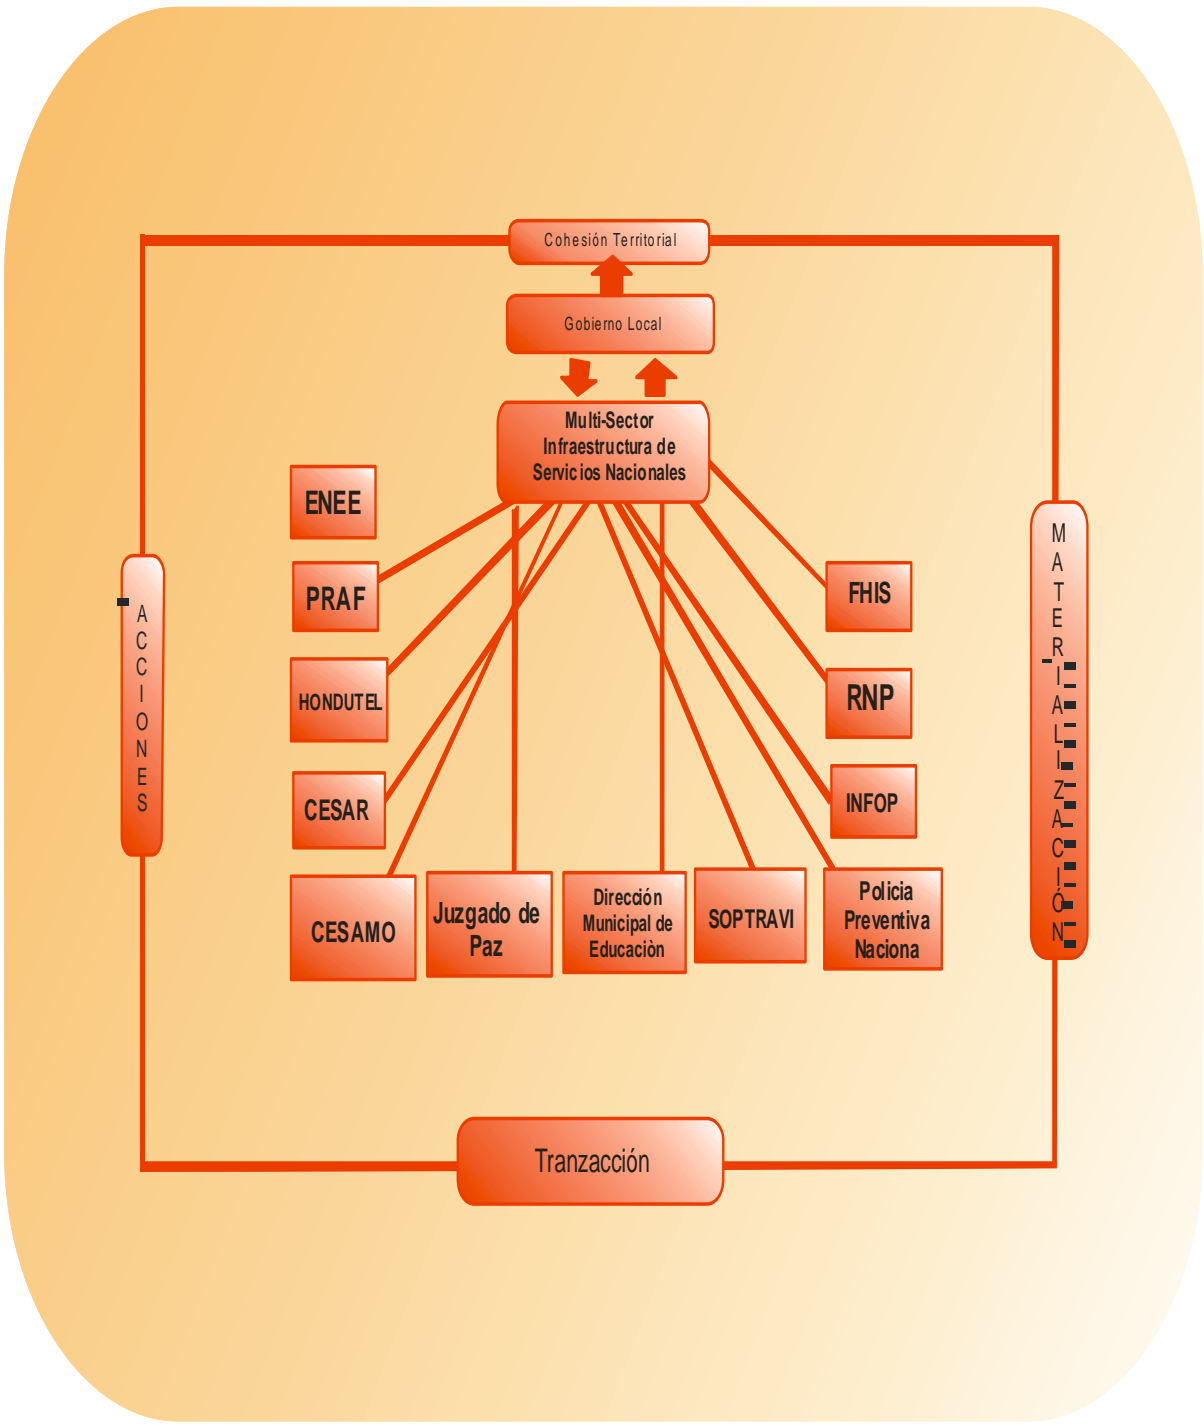 Cohesión Territorial
Gobierno Local
Multi-Sector
Infraestructura de
Servicios Nacionales
ENEE
PRAF
HONDUTEL
CESAR
CESAMO
Juzgado de
Paz
Dirección
Municipal de
Educaciòn
SOPTRAVI
Policia
Preventiva
Naciona
FHIS
RNP
INFOP
ACCIONES
MATERIALIZACIÓN
Tranzacción